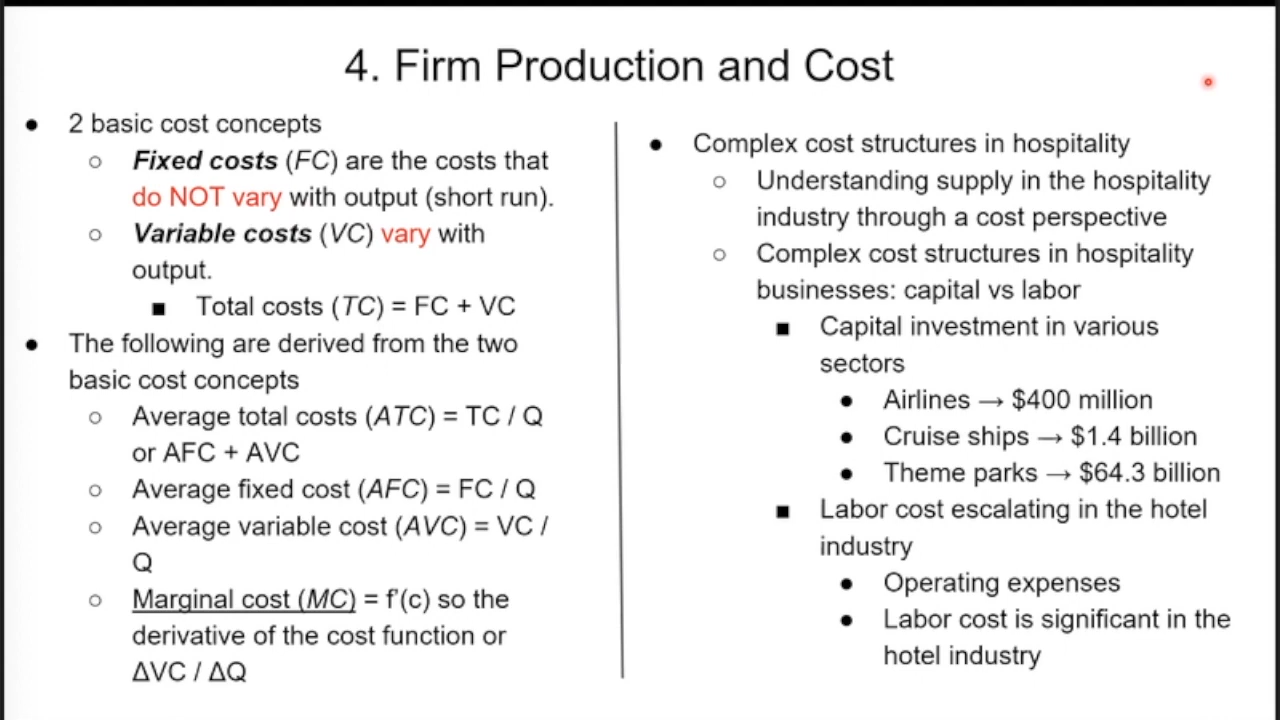 4. Firm Production and Cost
● 2 basic cost concepts
○ Fixed costs (FC) are the costs that
do NOT vary with output (short run).
○ Variable costs (VC) vary with
output.
■ Total costs (TC) = FC + VC
● The following are derived from the two
basic cost concepts
○ Average total costs (ATC) = TC / Q
or AFC + AVC
○ Average fixed cost (AFC) = FC / Q
○ Average variable cost (AVC) = VC /
Q
○ Marginal cost (MC) = f'(c) so the
derivative of the cost function or
ΔVC / ΔQ
● Complex cost structures in hospitality
○ Understanding supply in the hospitality
industry through a cost perspective
○ Complex cost structures in hospitality
businesses: capital vs labor
■ Capital investment in various
sectors
● Airlines → $400 million
● Cruise ships → $1.4 billion
● Theme parks → $64.3 billion
■ Labor cost escalating in the hotel
industry
● Operating expenses
● Labor cost is significant in the
hotel industry